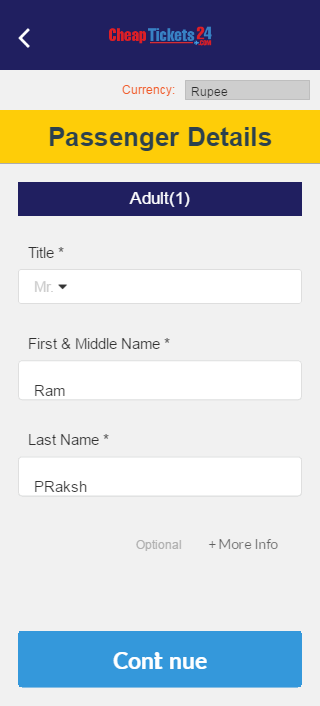 CheapTickets24
.COM
Currency: Rupee
Passenger Details
Adult(1)
Title *
Mr.
First & Middle Name *
Ram
Last Name *
PRaksh
Optional + More Info
Cont nue